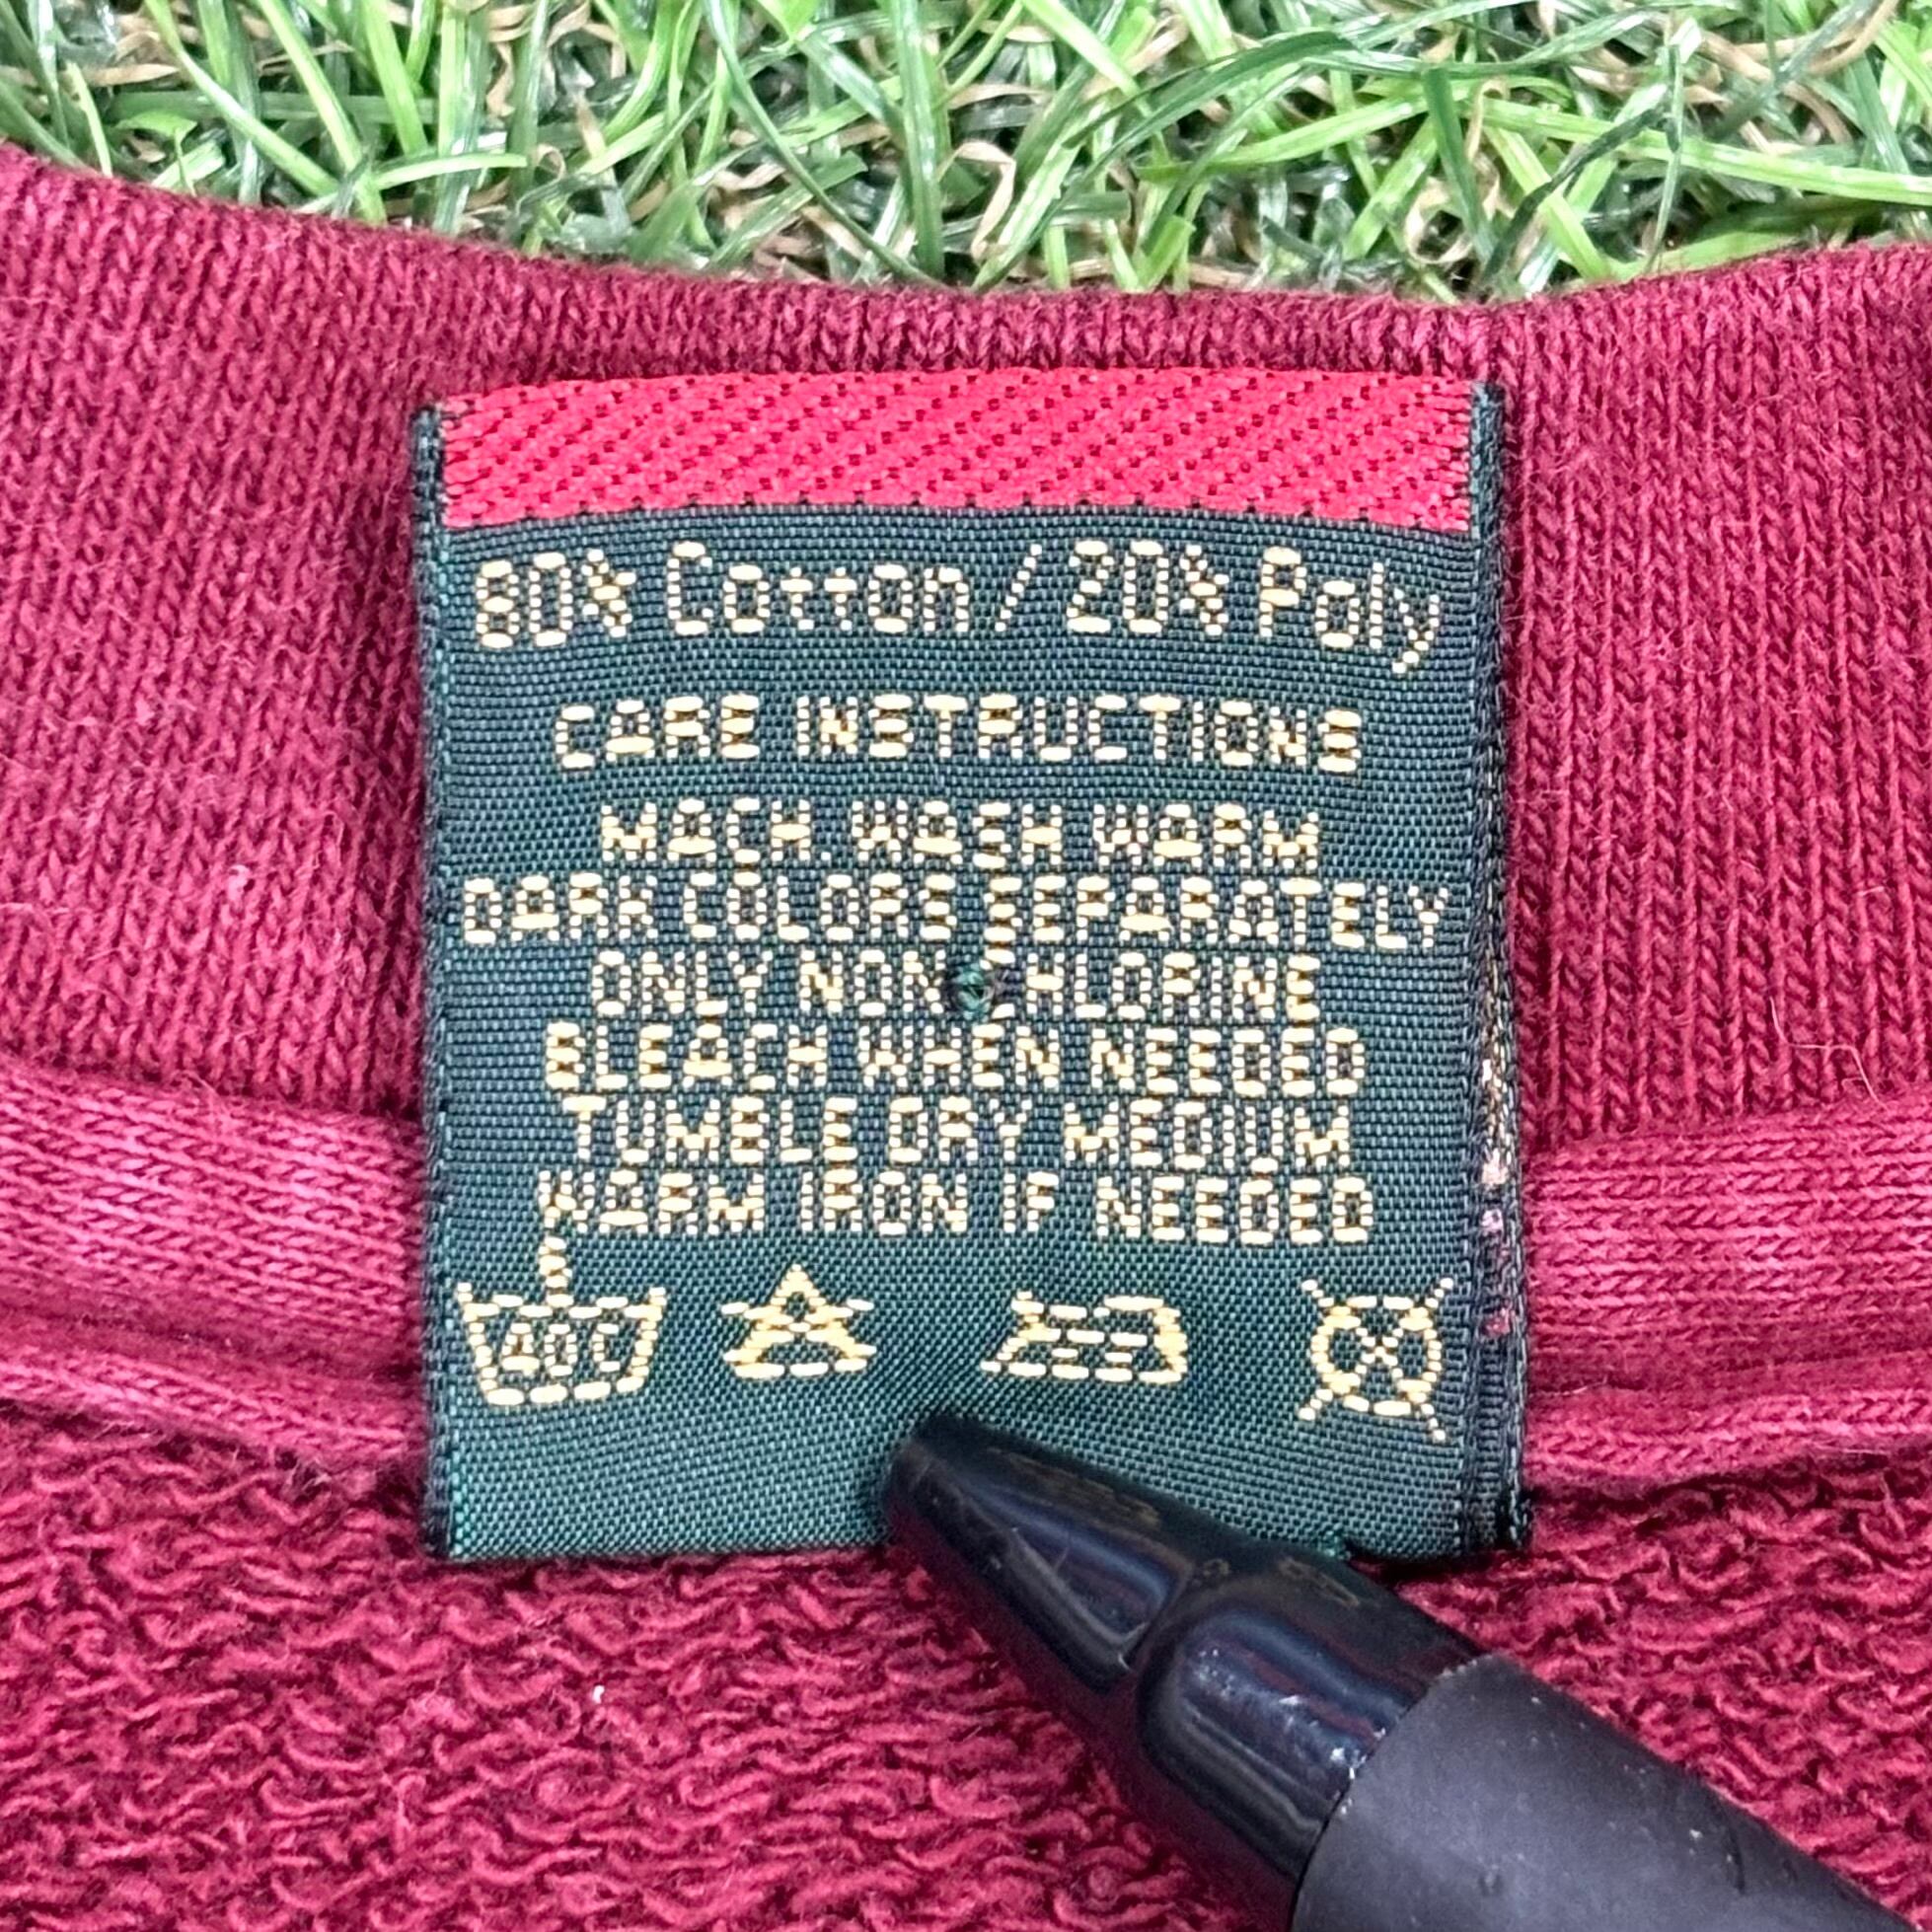 80% Cotton / 20% Poly
CARE INSTRUCTIONS
MACH. WASH WARM
DARK COLORS SEPARATELY
ONLY NON CHLORINE
BLEACH WHEN NEEDED
TUMBLE DRY MEDIUM
WARM IRON IF NEEDED
40C